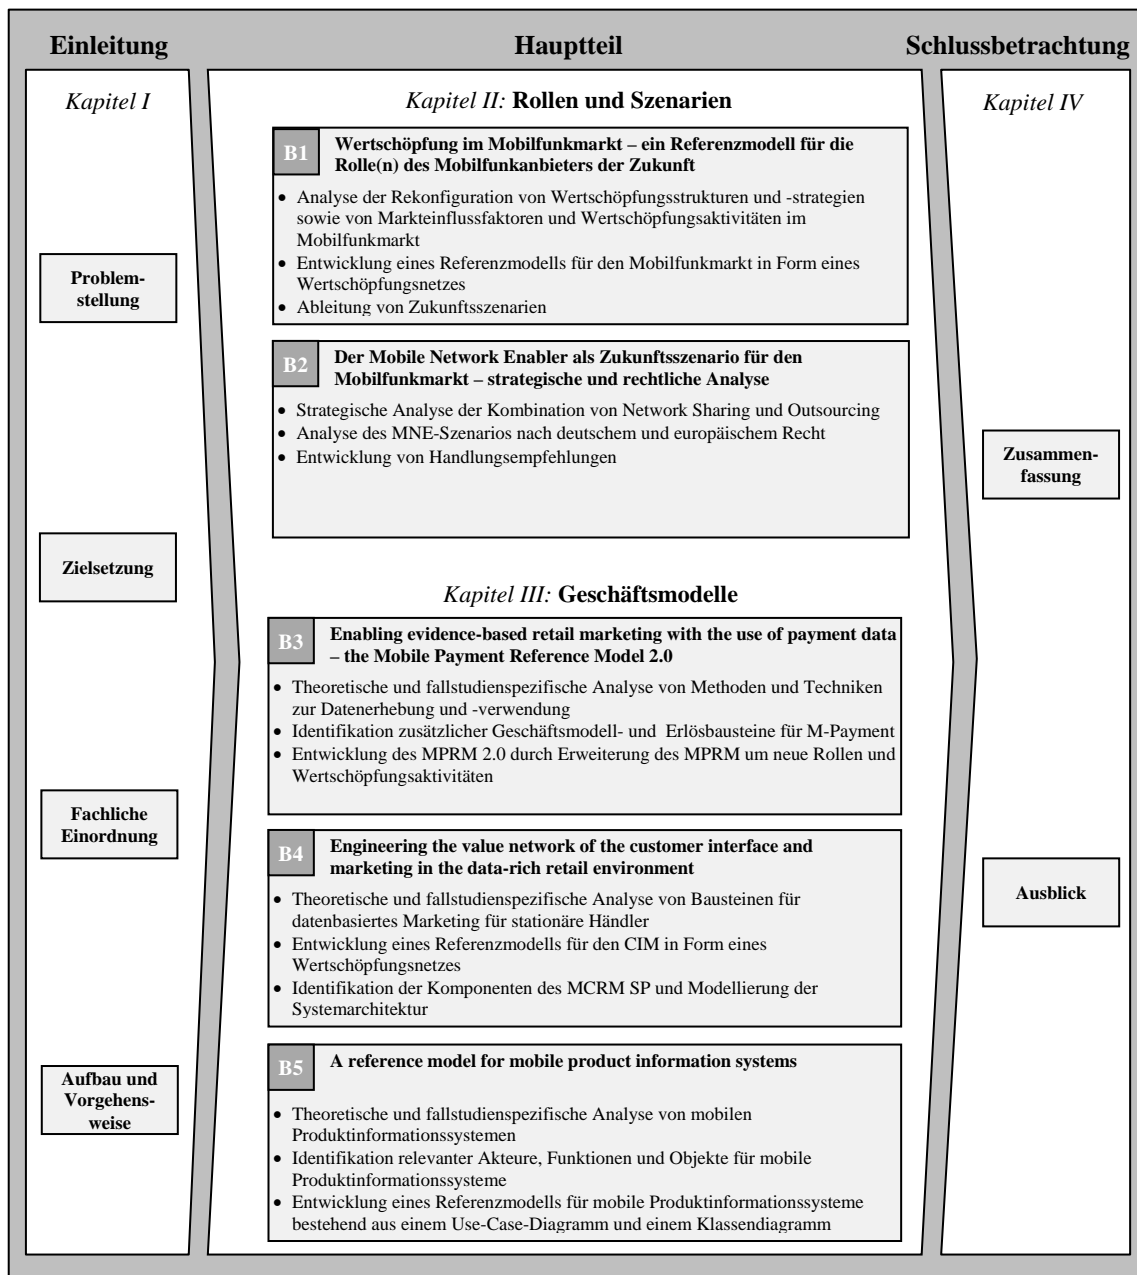 Einleitung
Hauptteil
Schlussbetrachtung
Kapitel I
Problem-
stellung
Zielsetzung
Fachliche
Einordnung
Aufbau und
Vorgehens-
weise
Kapitel II: Rollen und Szenarien
B1
Wertschöpfung im Mobilfunkmarkt – ein Referenzmodell für die
Rolle(n) des Mobilfunkanbieters der Zukunft
• Analyse der Rekonfiguration von Wertschöpfungsstrukturen und -strategien
sowie von Markteinflussfaktoren und Wertschöpfungsaktivitäten im
Mobilfunkmarkt
• Entwicklung eines Referenzmodells für den Mobilfunkmarkt in Form eines
Wertschöpfungsnetzes
• Ableitung von Zukunftsszenarien
B2
Der Mobile Network Enabler als Zukunftsszenario für den
Mobilfunkmarkt – strategische und rechtliche Analyse
• Strategische Analyse der Kombination von Network Sharing und Outsourcing
• Analyse des MNE-Szenarios nach deutschem und europäischem Recht
• Entwicklung von Handlungsempfehlungen
Kapitel III: Geschäftsmodelle
B3
Enabling evidence-based retail marketing with the use of payment data
– the Mobile Payment Reference Model 2.0
• Theoretische und fallstudienspezifische Analyse von Methoden und Techniken
zur Datenerhebung und -verwendung
• Identifikation zusätzlicher Geschäftsmodell- und Erlösbausteine für M-Payment
• Entwicklung des MPRM 2.0 durch Erweiterung des MPRM um neue Rollen und
Wertschöpfungsaktivitäten
B4
Engineering the value network of the customer interface and
marketing in the data-rich retail environment
• Theoretische und fallstudienspezifische Analyse von Bausteinen für
datenbasiertes Marketing für stationäre Händler
• Entwicklung eines Referenzmodells für den CIM in Form eines
Wertschöpfungsnetzes
• Identifikation der Komponenten des MCRM SP und Modellierung der
Systemarchitektur
B5
A reference model for mobile product information systems
• Theoretische und fallstudienspezifische Analyse von mobilen
Produktinformationssystemen
• Identifikation relevanter Akteure, Funktionen und Objekte für mobile
Produktinformationssysteme
• Entwicklung eines Referenzmodells für mobile Produktinformationssysteme
bestehend aus einem Use-Case-Diagramm und einem Klassendiagramm
Kapitel IV
Zusammen-
fassung
Ausblick